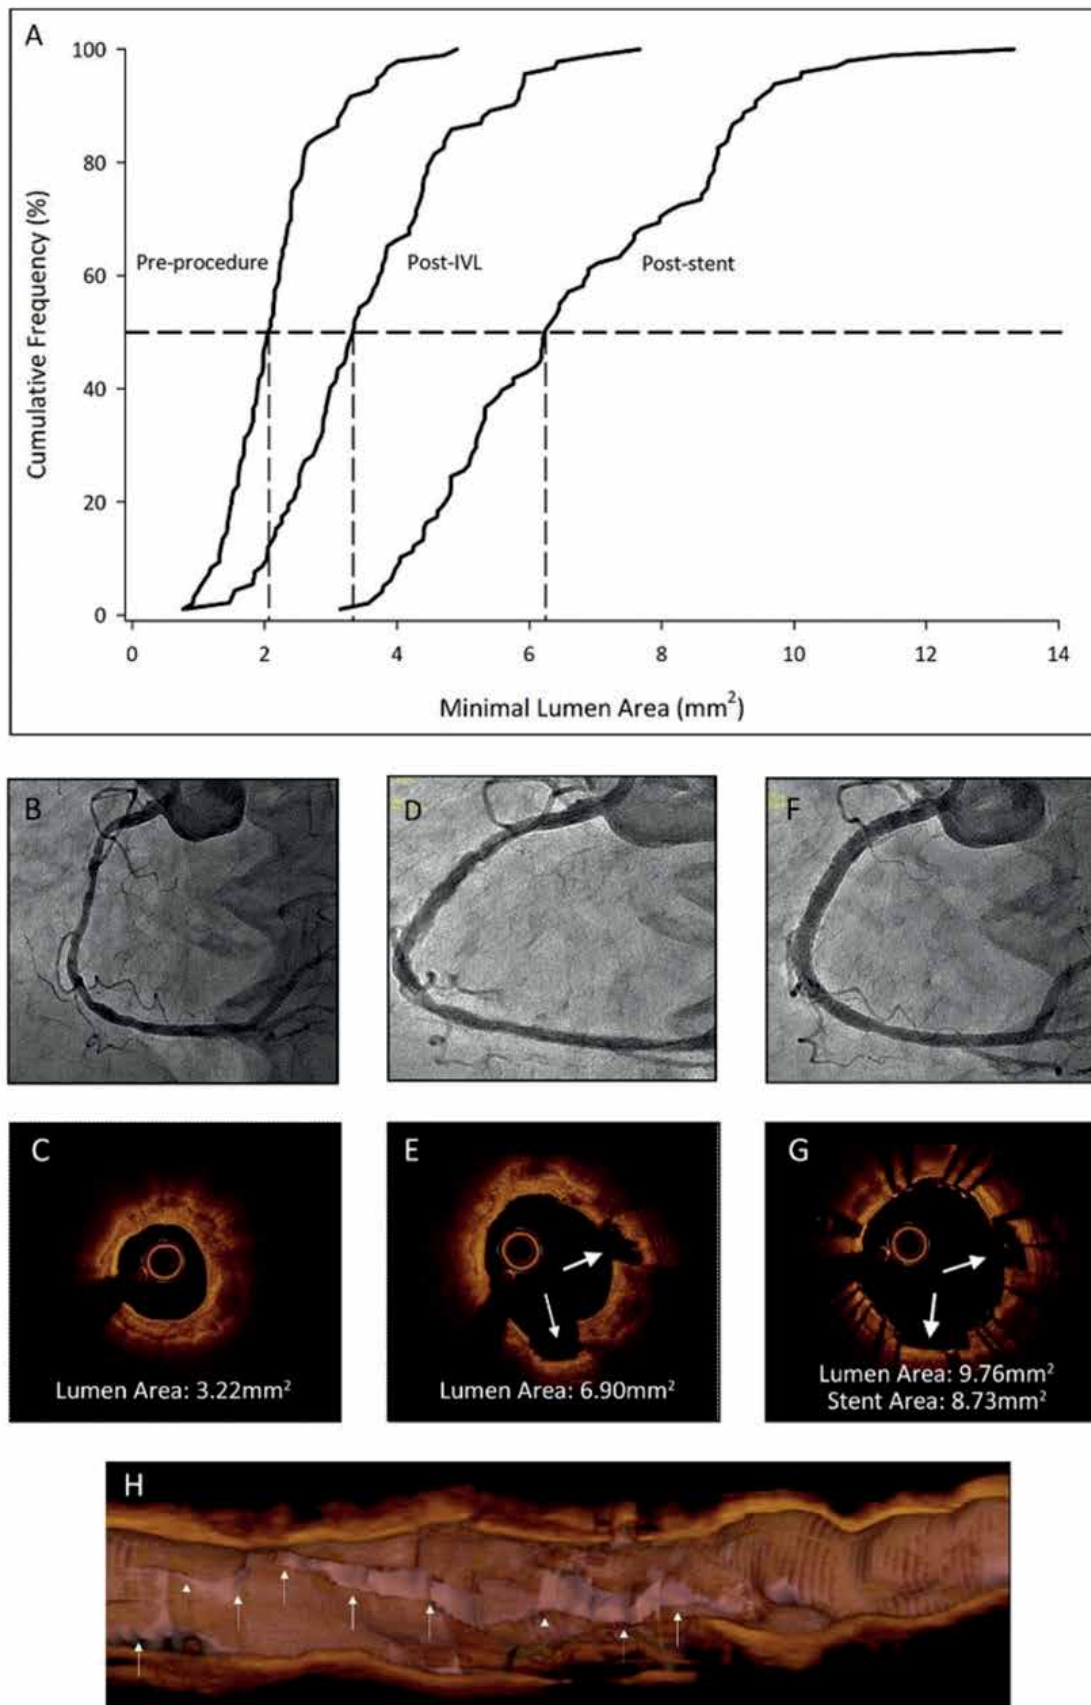 A
100
80
60
40
20
0
Cumulative Frequency (%)
Pre-procedure
Post-IVL
Post-stent
0 2 4 6 8 10 12 14
Minimal Lumen Area (mm²)
B
D
F
C
Lumen Area: 3.22mm²
E
Lumen Area: 6.90mm²
G
Lumen Area: 9.76mm²
Stent Area: 8.73mm²
H